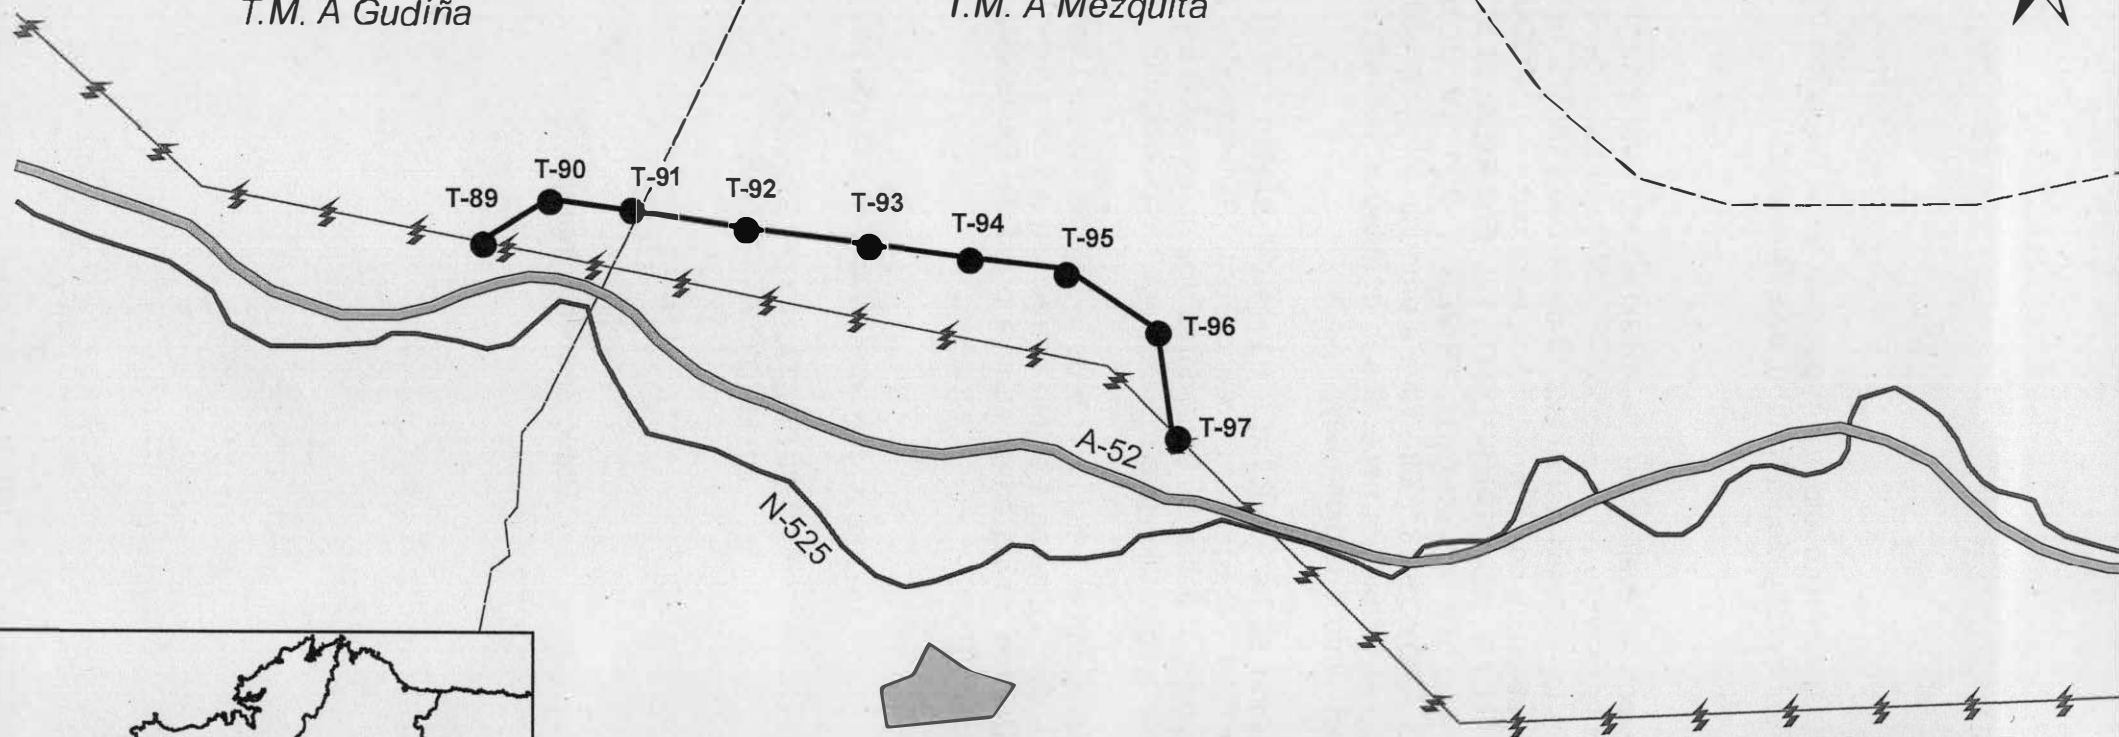 T.M. A Gudiña
T.M. A Mezquita
T-89
T-90
T-91
T-92
T-93
T-94
T-95
T-96
T-97
A-52
N-525